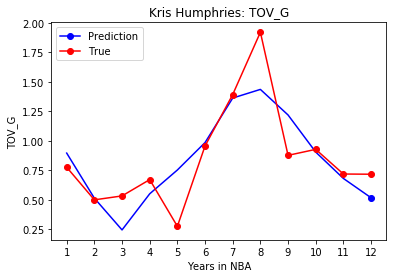 Kris Humphries: TOV_G
Prediction
True
2.00
1.75
1.50
1.25
1.00
0.75
0.50
0.25
TOV_G
1 2 3 4 5 6 7 8 9 10 11 12
Years in NBA